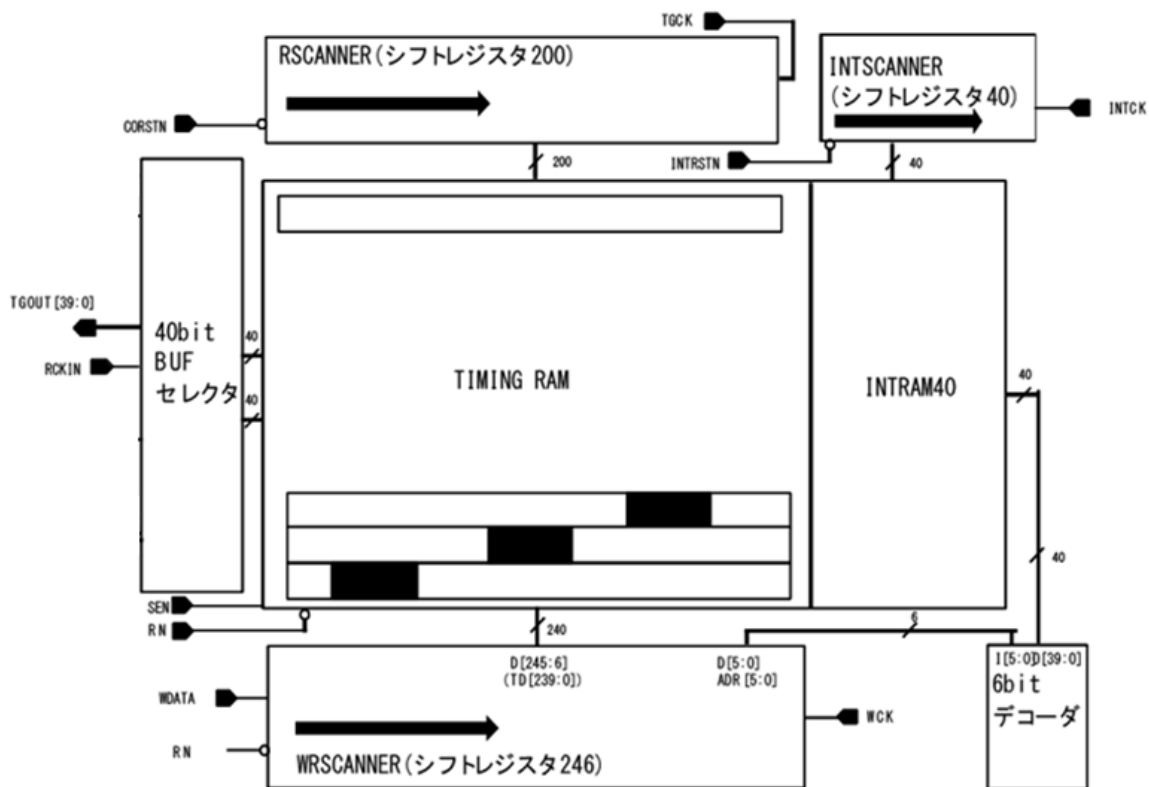 TGCK
RSCANNER(シフトレジスタ200)
CORSTN
INTSCANNER
(シフトレジスタ40)
INTCK
INTRSTN
200
40
TGOUT[39:0]
RCKIN
40bit
BUF
セレクタ
40
40
TIMING RAM
INTRAM40
40
40
SEN
RN
240
6
D[245:6]
(TD[239:0])
D[5:0]
ADR[5:0]
I[5:0]D[39:0]
6bit
デコーダ
WDATA
RN
WCK
WRSCANNER(シフトレジスタ246)